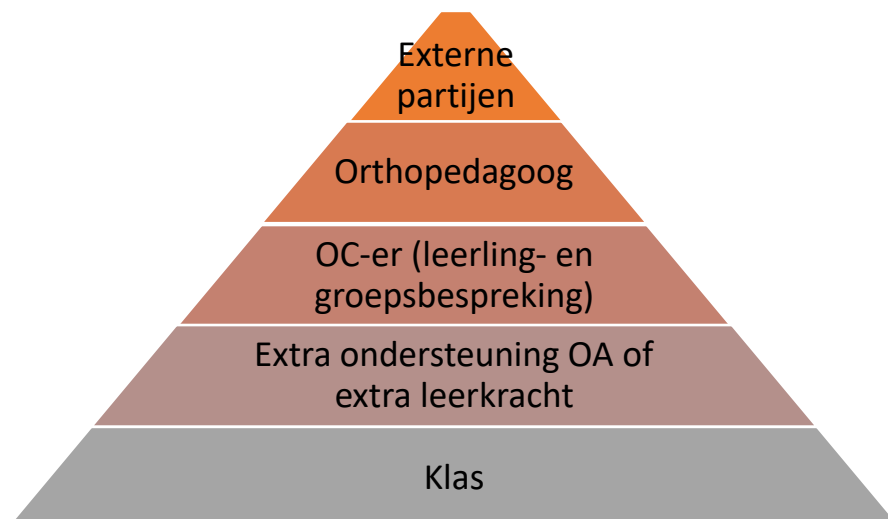 Externe
partijen
Orthopedagoog
OC-er (leerling- en
groepsbespreking)
Extra ondersteuning OA of
extra leerkracht
Klas